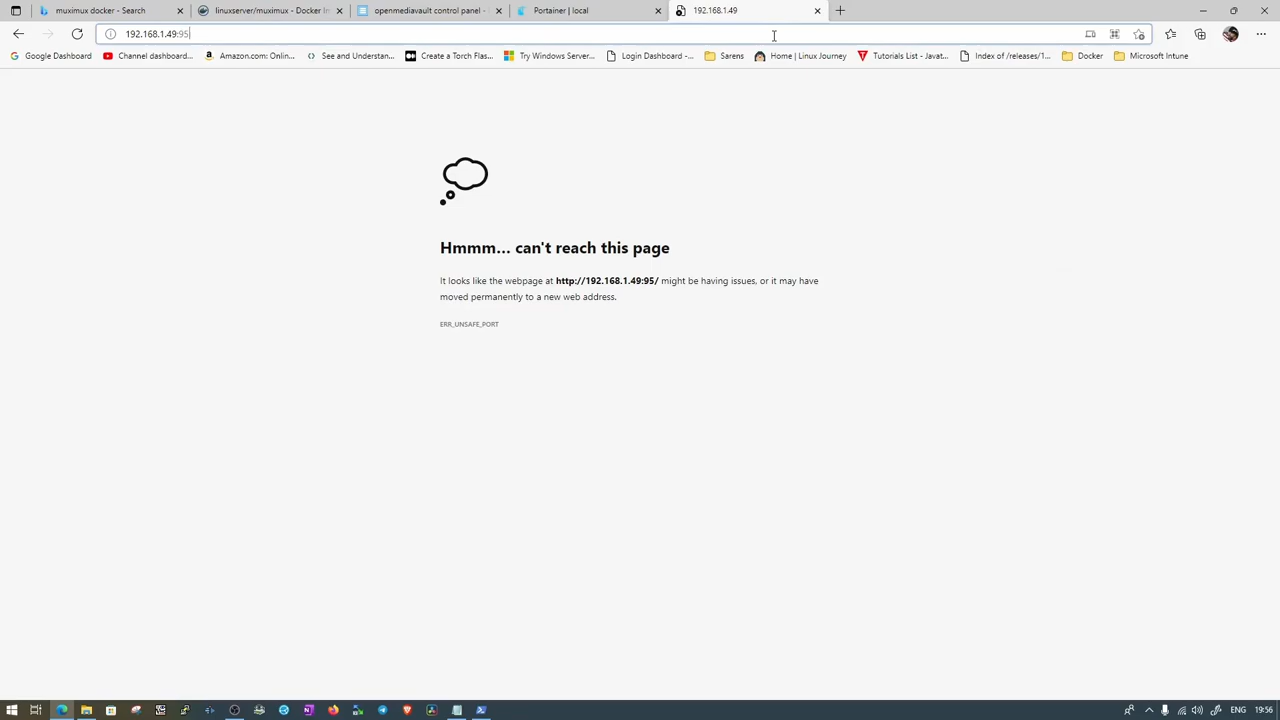 muximux docker - Search
linuxserver/muximux - Docker Im
openmediavault control panel -
Portainer | local
192.168.1.49
192.168.1.49:95
Google Dashboard
Channel dashboard...
Amazon.com: Onlin...
See and Understan...
Create a Torch Flas...
Try Windows Server...
Login Dashboard -...
Sarens
Home | Linux Journey
Tutorials List - Javat...
Index of /releases/1...
Docker
Microsoft Intune
Hmmm... can't reach this page
It looks like the webpage at http://192.168.1.49:95/ might be having issues, or it may have
moved permanently to a new web address.
ERR_UNSAFE_PORT
ENG
19:56